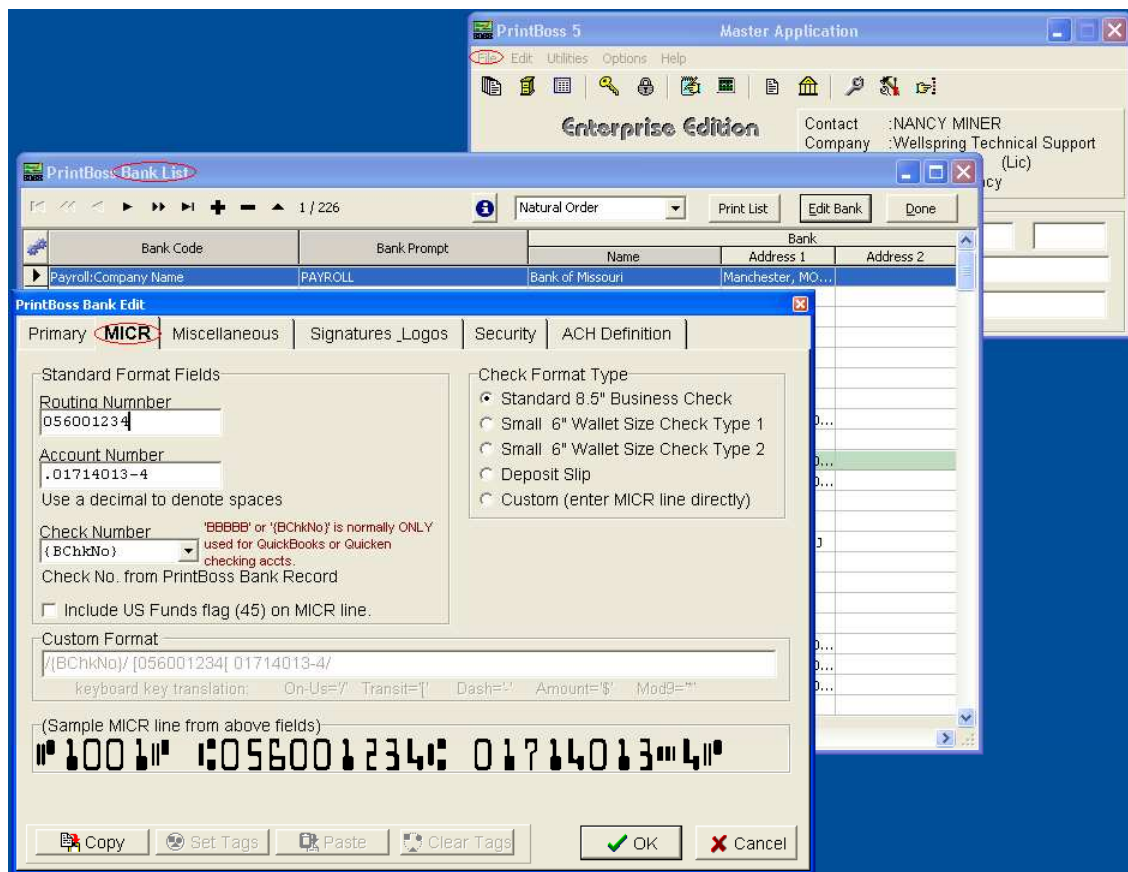 PrintBoss 5 Master Application
File Edit Utilities Options Help
Enterprise Edition
Contact :NANCY MINER
Company :Wellspring Technical Support
(Lic)
PrintBoss Bank List
1 / 226 Natural Order Print List Edit Bank Done
Bank Code Bank Prompt Bank
Name Address 1 Address 2
Payroll:Company Name PAYROLL Bank of Missouri Manchester, MO...
PrintBoss Bank Edit
Primary MICR Miscellaneous Signatures _Logos Security ACH Definition
Standard Format Fields
Routing Numnber
056001234
Account Number
.01714013-4
Use a decimal to denote spaces
Check Number
{BChkNo}
'BBBBB' or '{BChkNo}' is normally ONLY
used for QuickBooks or Quicken
checking accts.
Check No. from PrintBoss Bank Record
Include US Funds flag (45) on MICR line.
Check Format Type
Standard 8.5" Business Check
Small 6" Wallet Size Check Type 1
Small 6" Wallet Size Check Type 2
Deposit Slip
Custom (enter MICR line directly)
Custom Format
/{BChkNo}/ [056001234[ 01714013-4/
keyboard key translation: On-Us='/' Transit='[' Dash='-' Amount='$' Mod9='*'
(Sample MICR line from above fields)
⑈1001⑈ ⑆056001234⑆ 01714013⑉4⑈
Copy Set Tags Paste Clear Tags OK Cancel